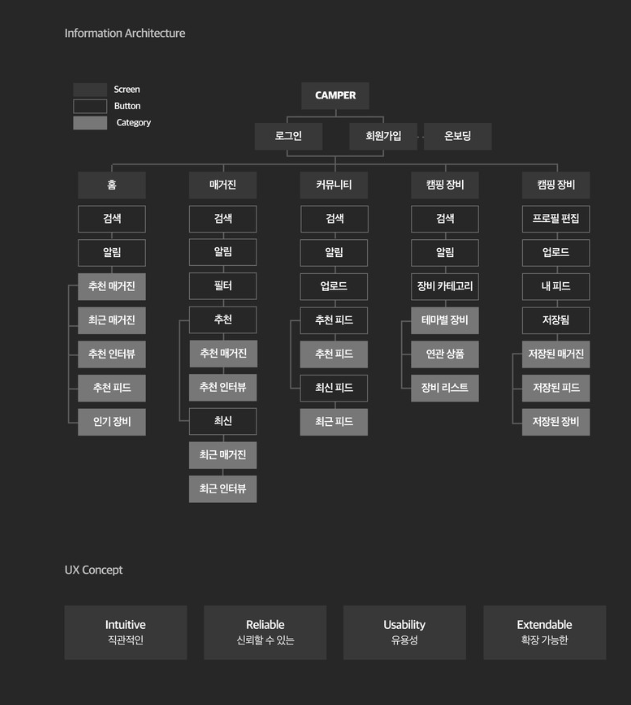 Information Architecture
Screen
Button
Category
CAMPER
로그인
회원가입
온보딩
홈
매거진
커뮤니티
캠핑 장비
캠핑 장비
검색
검색
검색
검색
프로필 편집
알림
알림
알림
알림
업로드
추천 매거진
필터
업로드
장비 카테고리
내 피드
최근 매거진
추천
추천 피드
테마별 장비
저장됨
추천 인터뷰
추천 매거진
추천 피드
연관 상품
저장된 매거진
추천 피드
추천 인터뷰
최신 피드
장비 리스트
저장된 피드
인기 장비
최신
최근 피드
저장된 장비
최근 매거진
최근 인터뷰
UX Concept
Intuitive
직관적인
Reliable
신뢰할 수 있는
Usability
유용성
Extendable
확장 가능한